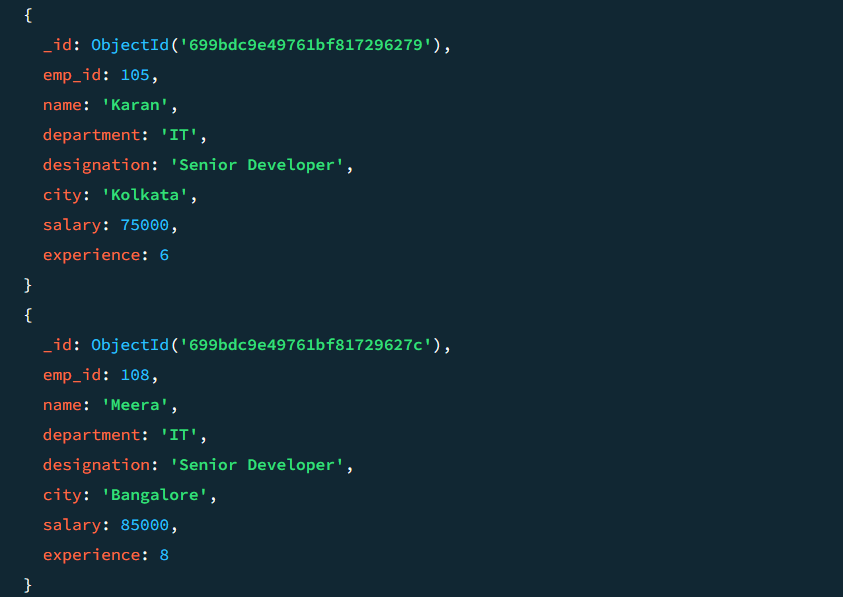 {
  _id: ObjectId('699bdc9e49761bf817296279'),
  emp_id: 105,
  name: 'Karan',
  department: 'IT',
  designation: 'Senior Developer',
  city: 'Kolkata',
  salary: 75000,
  experience: 6
}
{
  _id: ObjectId('699bdc9e49761bf81729627c'),
  emp_id: 108,
  name: 'Meera',
  department: 'IT',
  designation: 'Senior Developer',
  city: 'Bangalore',
  salary: 85000,
  experience: 8
}